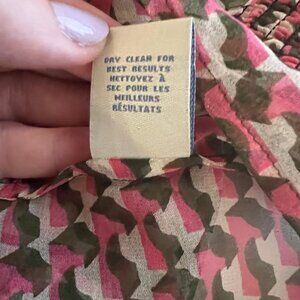 DRY CLEAN FOR
BEST RESULTS
NETTOYEZ À
SEC POUR LES
MEILLEURS
RÉSULTATS